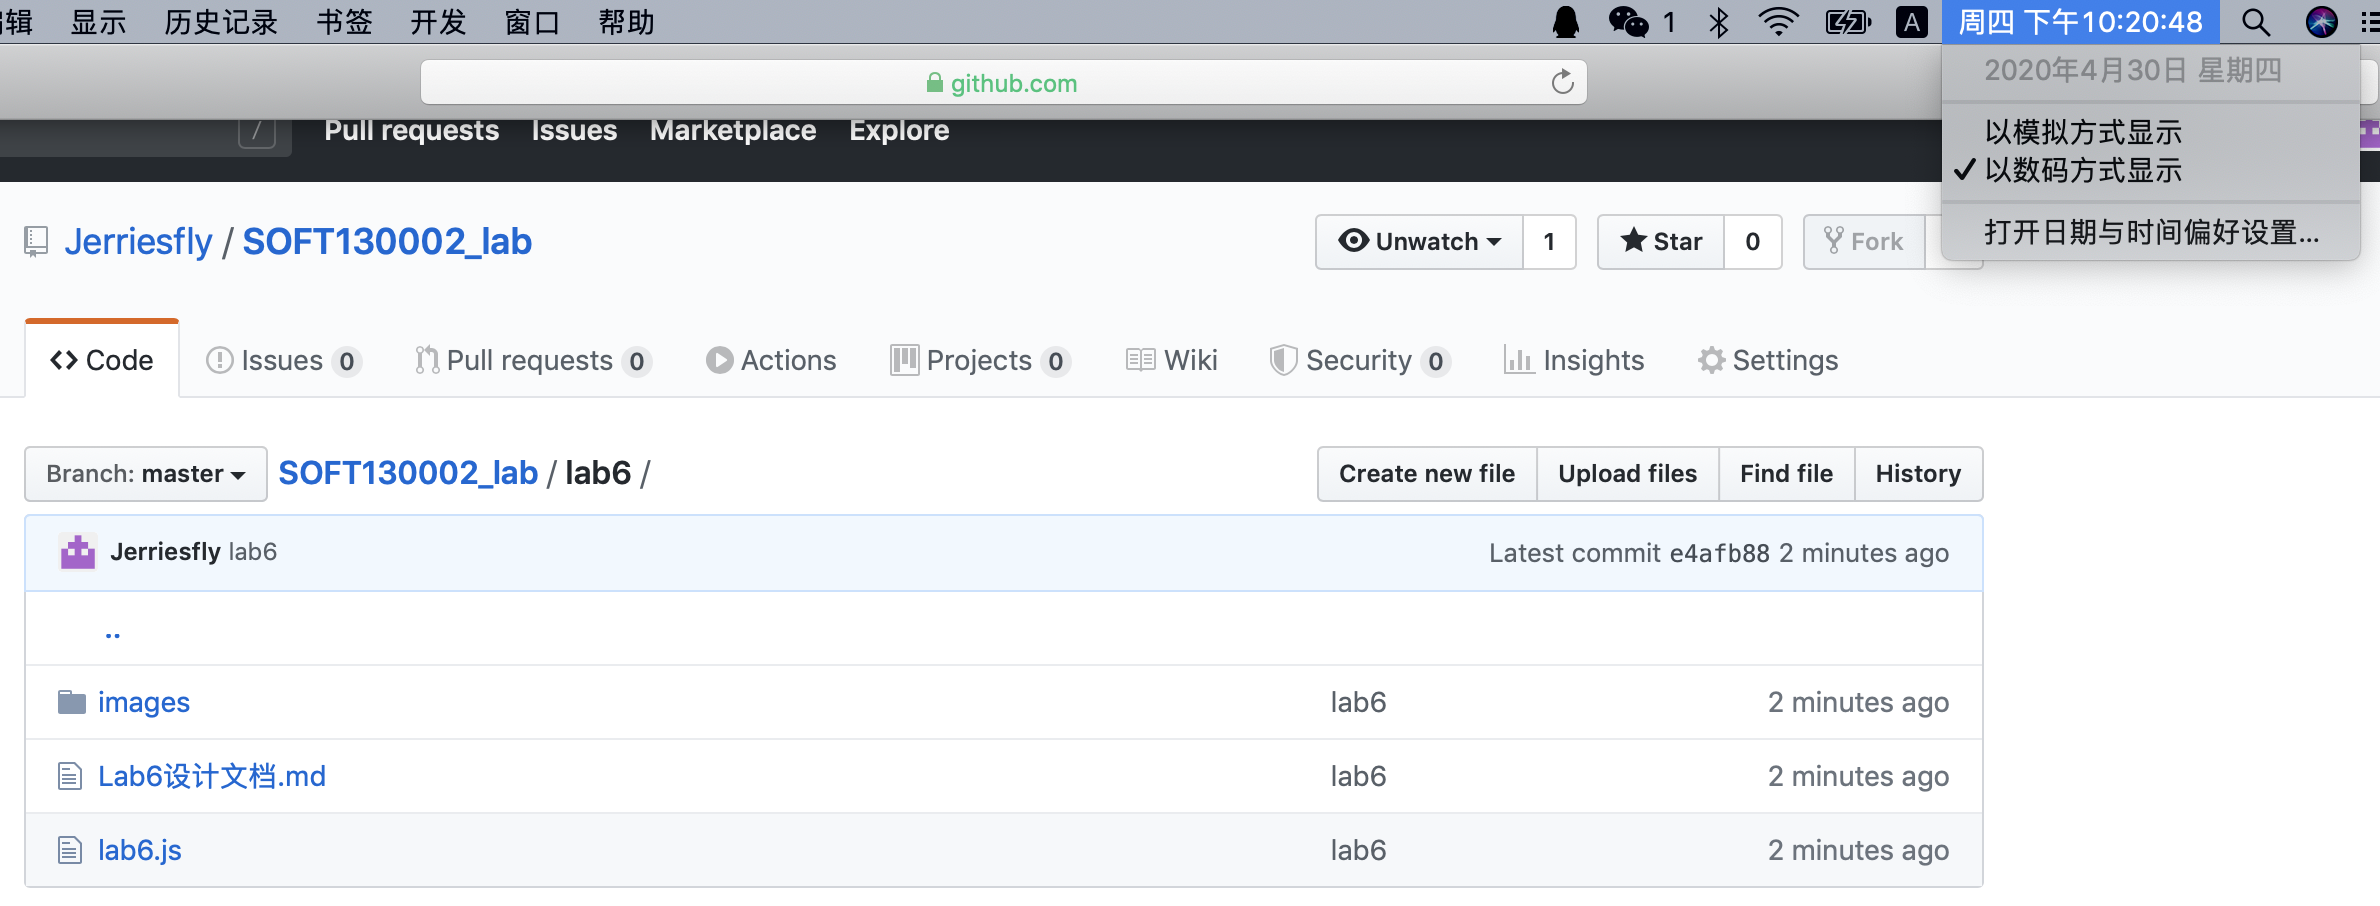 辑 显示 历史记录 书签 开发 窗口 帮助 1 A 周四 下午10:20:48
github.com
2020年4月30日 星期四
以模拟方式显示
✓ 以数码方式显示
打开日期与时间偏好设置...
/ Pull requests Issues Marketplace Explore
Jerriesfly / SOFT130002_lab
Unwatch 1 Star 0 Fork
Code Issues 0 Pull requests 0 Actions Projects 0 Wiki Security 0 Insights Settings
Branch: master SOFT130002_lab / lab6 / Create new file Upload files Find file History
Jerriesfly lab6 Latest commit e4afb88 2 minutes ago
..
images lab6 2 minutes ago
Lab6设计文档.md lab6 2 minutes ago
lab6.js lab6 2 minutes ago